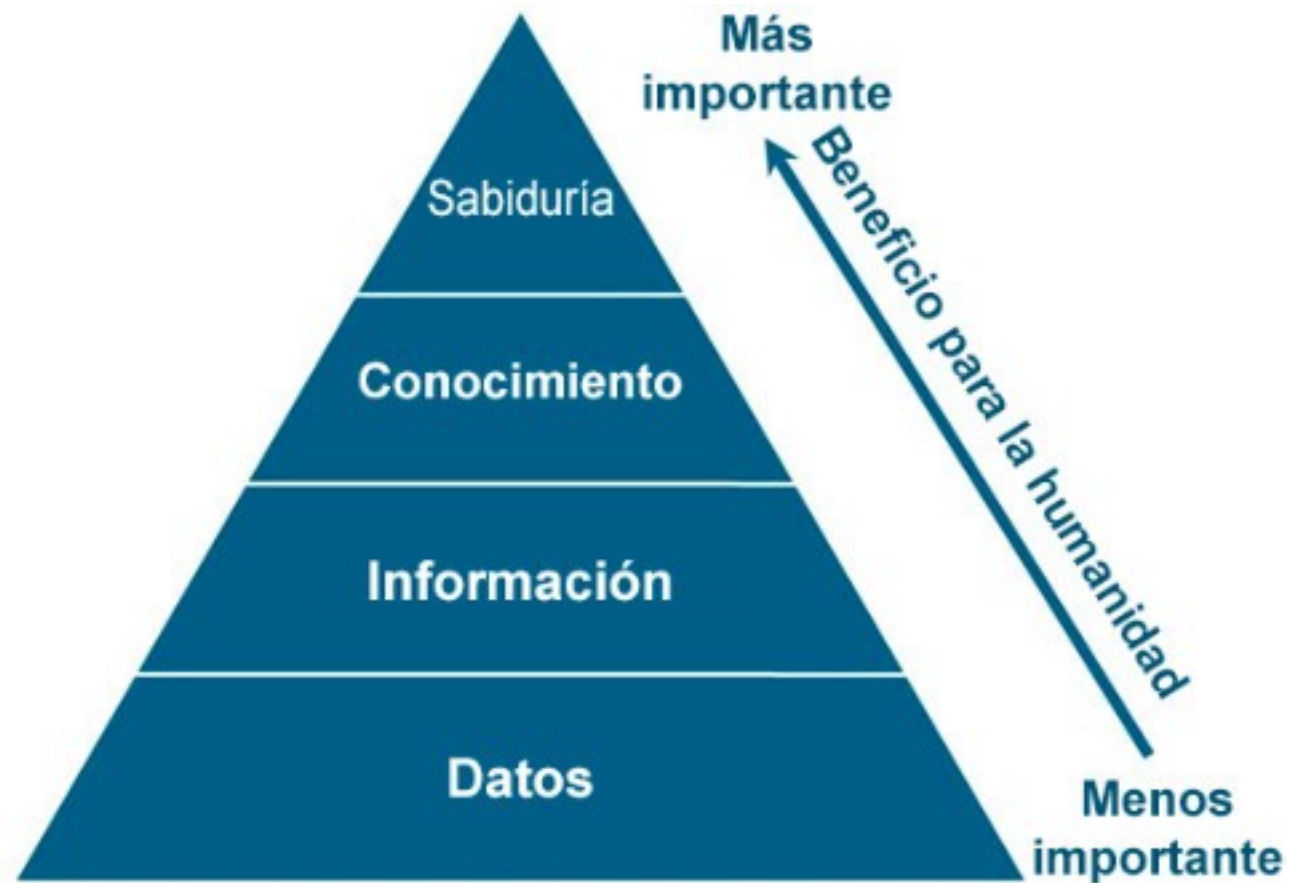 Más
importante
Sabiduría
Beneficio para la humanidad
Conocimiento
Información
Datos
Menos
importante